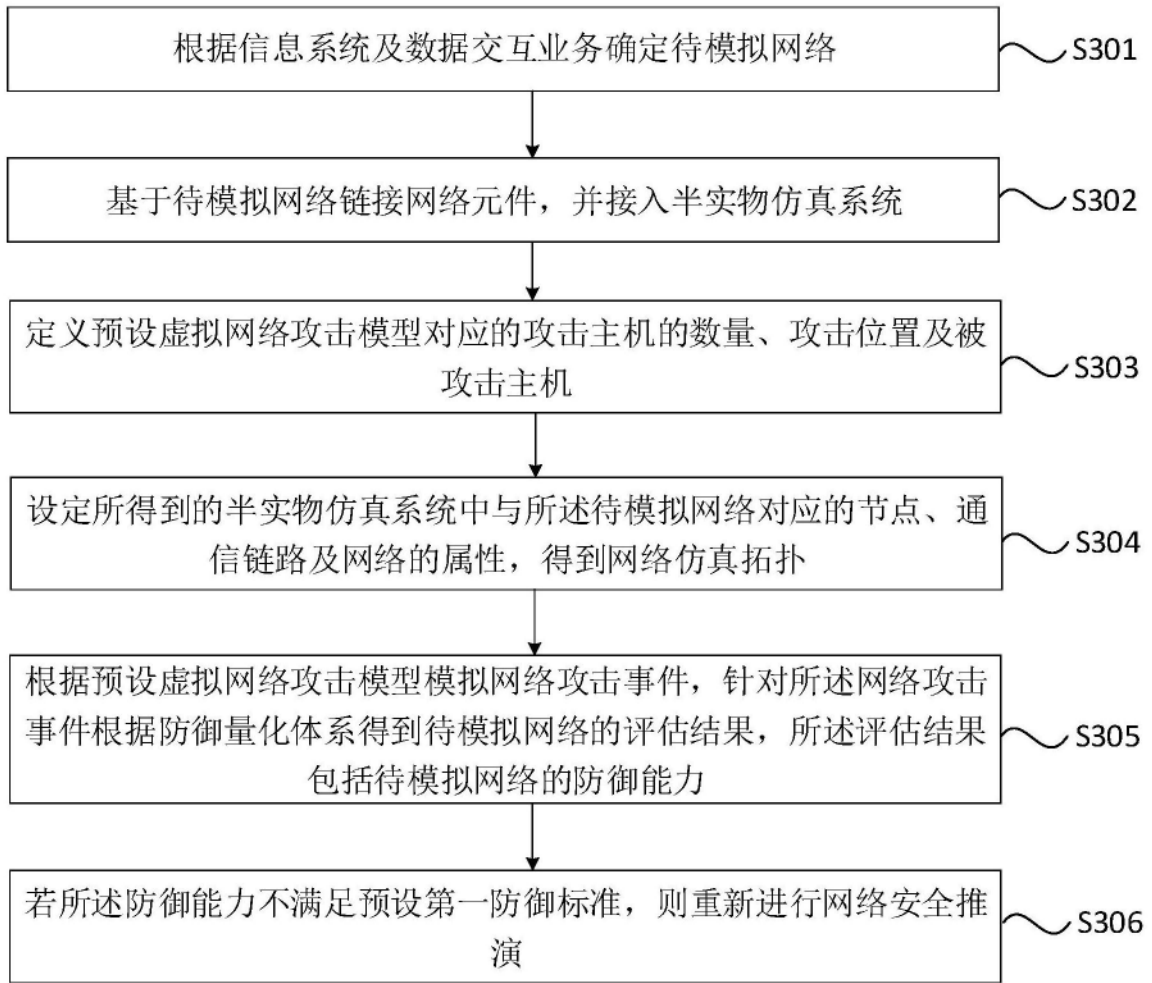 根据信息系统及数据交互业务确定待模拟网络
S301
基于待模拟网络链接网络元件，并接入半实物仿真系统
S302
定义预设虚拟网络攻击模型对应的攻击主机的数量、攻击位置及被
攻击主机
S303
设定所得到的半实物仿真系统中与所述待模拟网络对应的节点、通
信链路及网络的属性，得到网络仿真拓扑
S304
根据预设虚拟网络攻击模型模拟网络攻击事件，针对所述网络攻击
事件根据防御量化体系得到待模拟网络的评估结果，所述评估结果
包括待模拟网络的防御能力
S305
若所述防御能力不满足预设第一防御标准，则重新进行网络安全推
演
S306